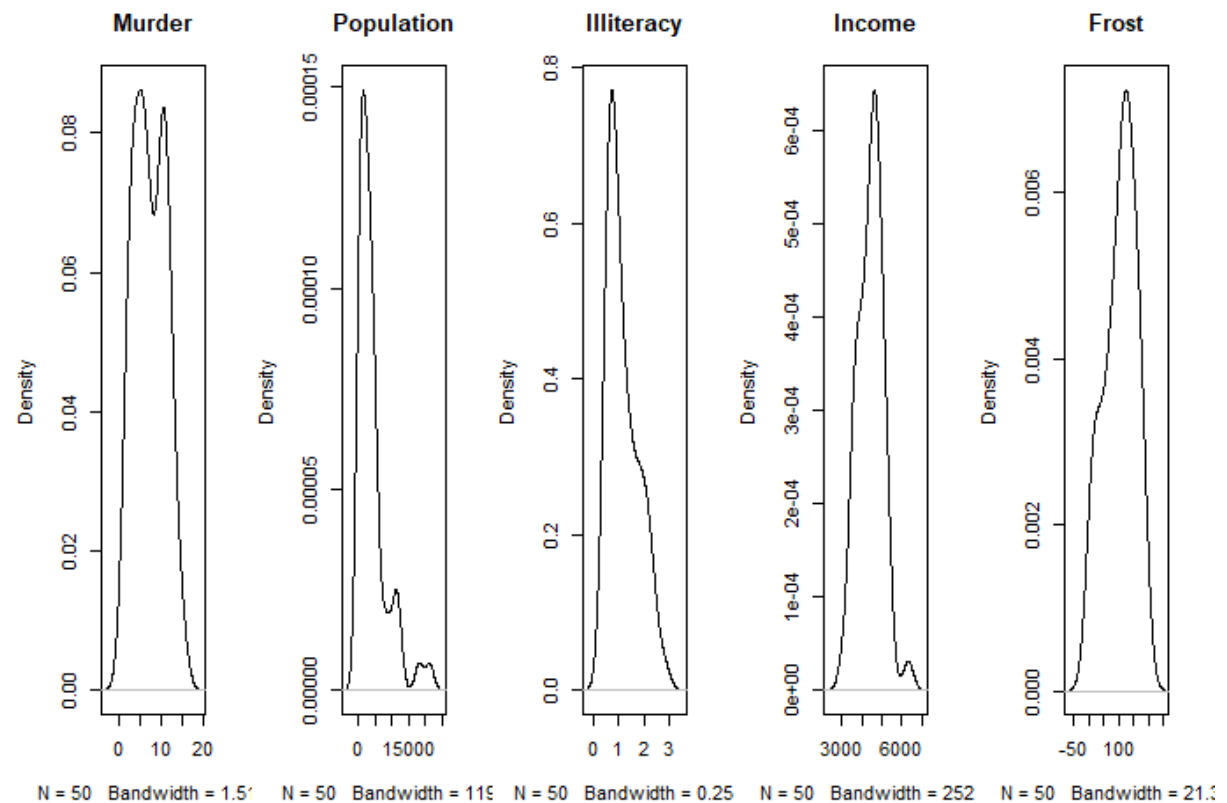 Murder
Population
Illiteracy
Income
Frost
Density
0.00
0.02
0.04
0.06
0.08
0
10
20
N = 50 Bandwidth = 1.51
Density
0.00000
0.00005
0.00010
0.00015
0
15000
N = 50 Bandwidth = 119
Density
0.0
0.2
0.4
0.6
0.8
0
1
2
3
N = 50 Bandwidth = 0.25
Density
0e+00
1e-04
2e-04
3e-04
4e-04
5e-04
6e-04
3000
6000
N = 50 Bandwidth = 252
Density
0.000
0.002
0.004
0.006
-50
100
N = 50 Bandwidth = 21.3